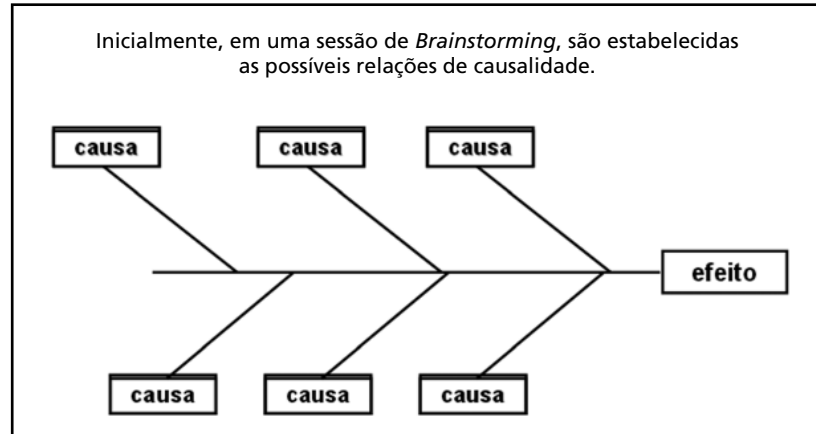 Inicialmente, em uma sessão de Brainstorming, são estabelecidas
as possíveis relações de causalidade.
causa
causa
causa
efeito
causa
causa
causa